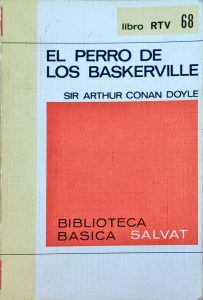 libro RTV 68
EL PERRO DE
LOS BASKERVILLE
SIR ARTHUR CONAN DOYLE
BIBLIOTECA
BASICA SALVAT